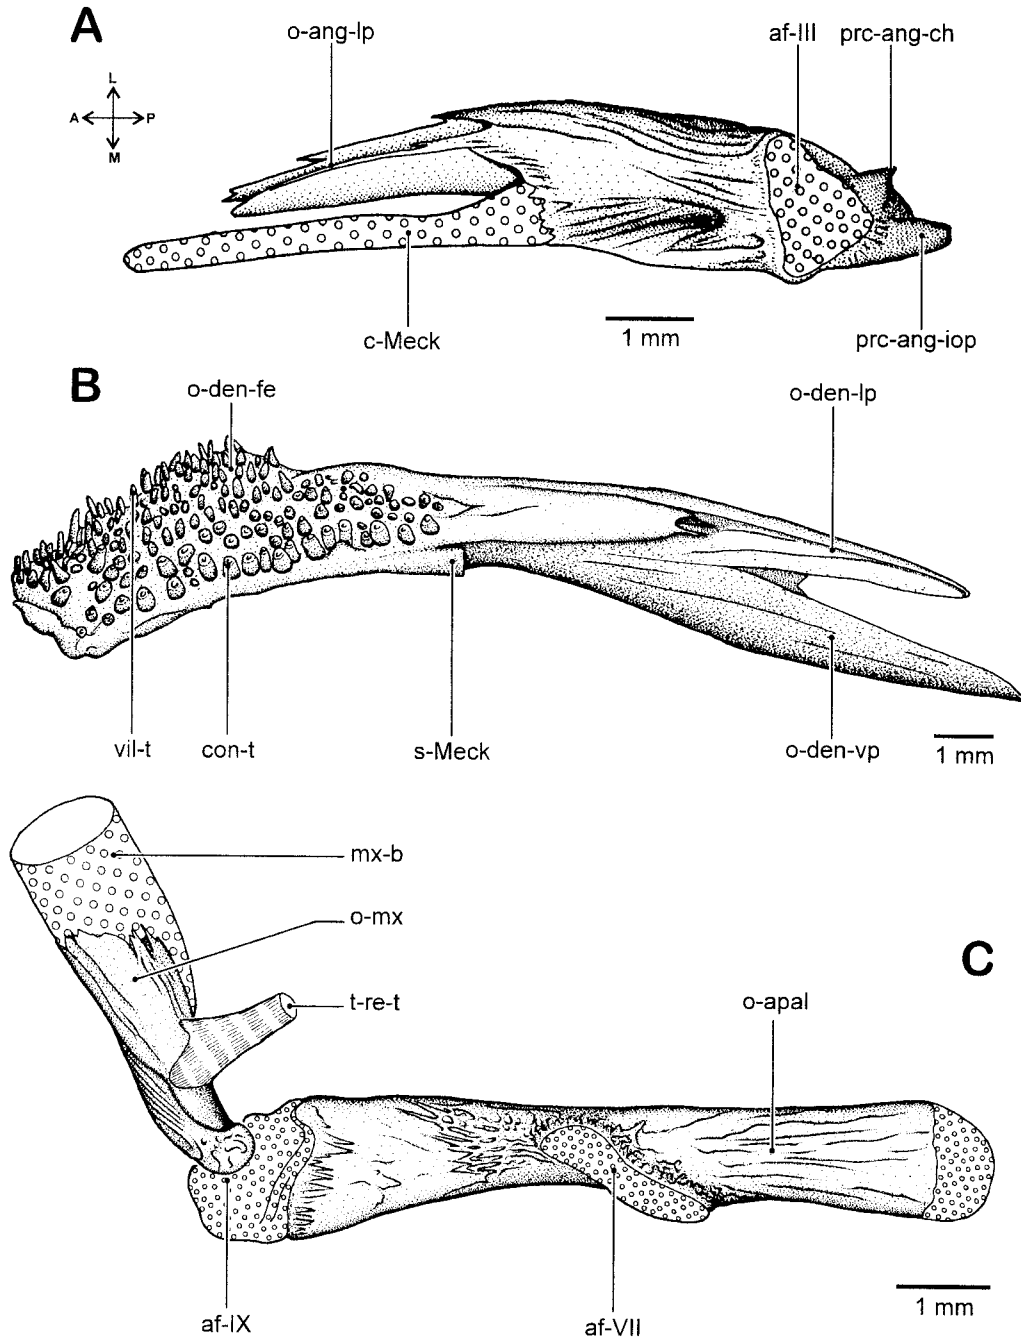 A
o-ang-lp
af-III
prc-ang-ch
L
A P
M
c-Meck
1 mm
prc-ang-iop
B
o-den-fe
o-den-lp
vil-t
con-t
s-Meck
o-den-vp
1 mm
mx-b
o-mx
C
t-re-t
o-apal
af-IX
af-VII
1 mm